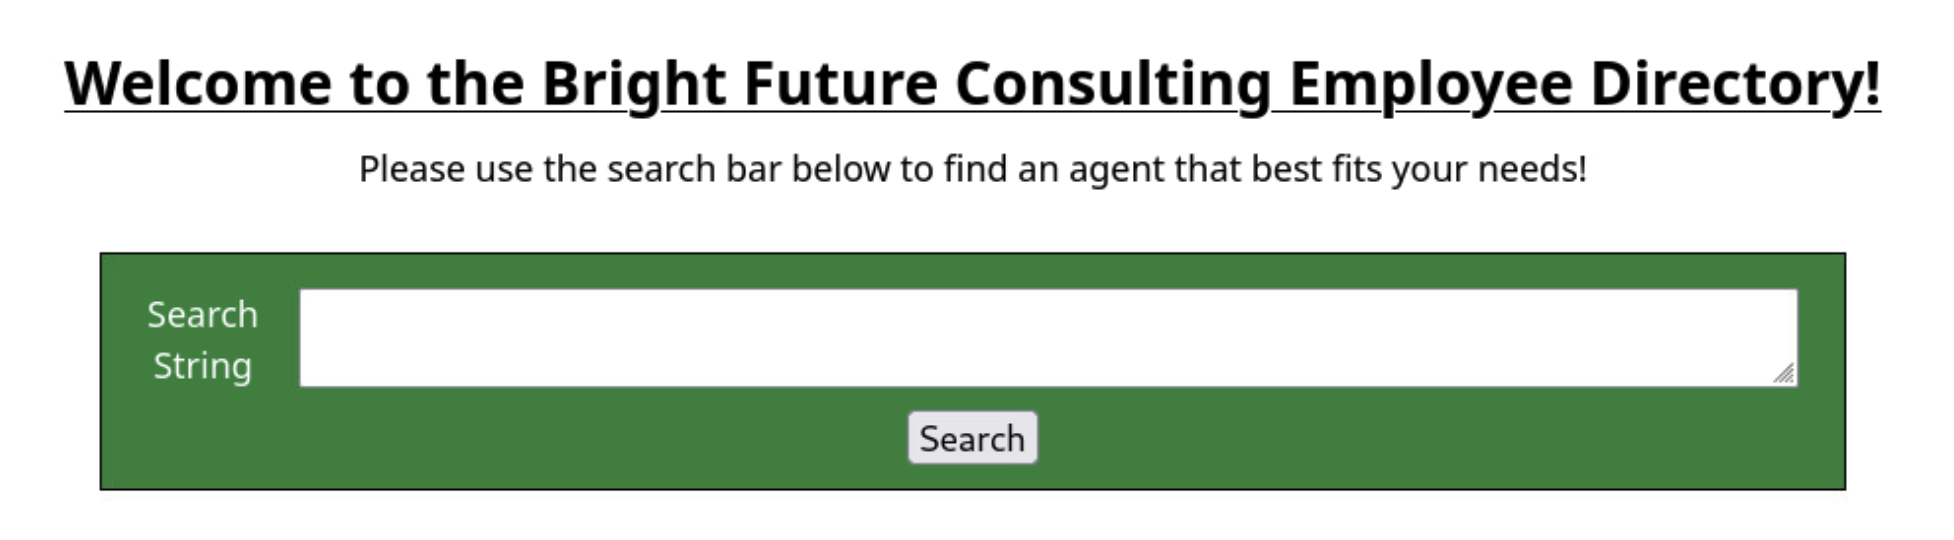 Welcome to the Bright Future Consulting Employee Directory!
Please use the search bar below to find an agent that best fits your needs!
Search
String
Search